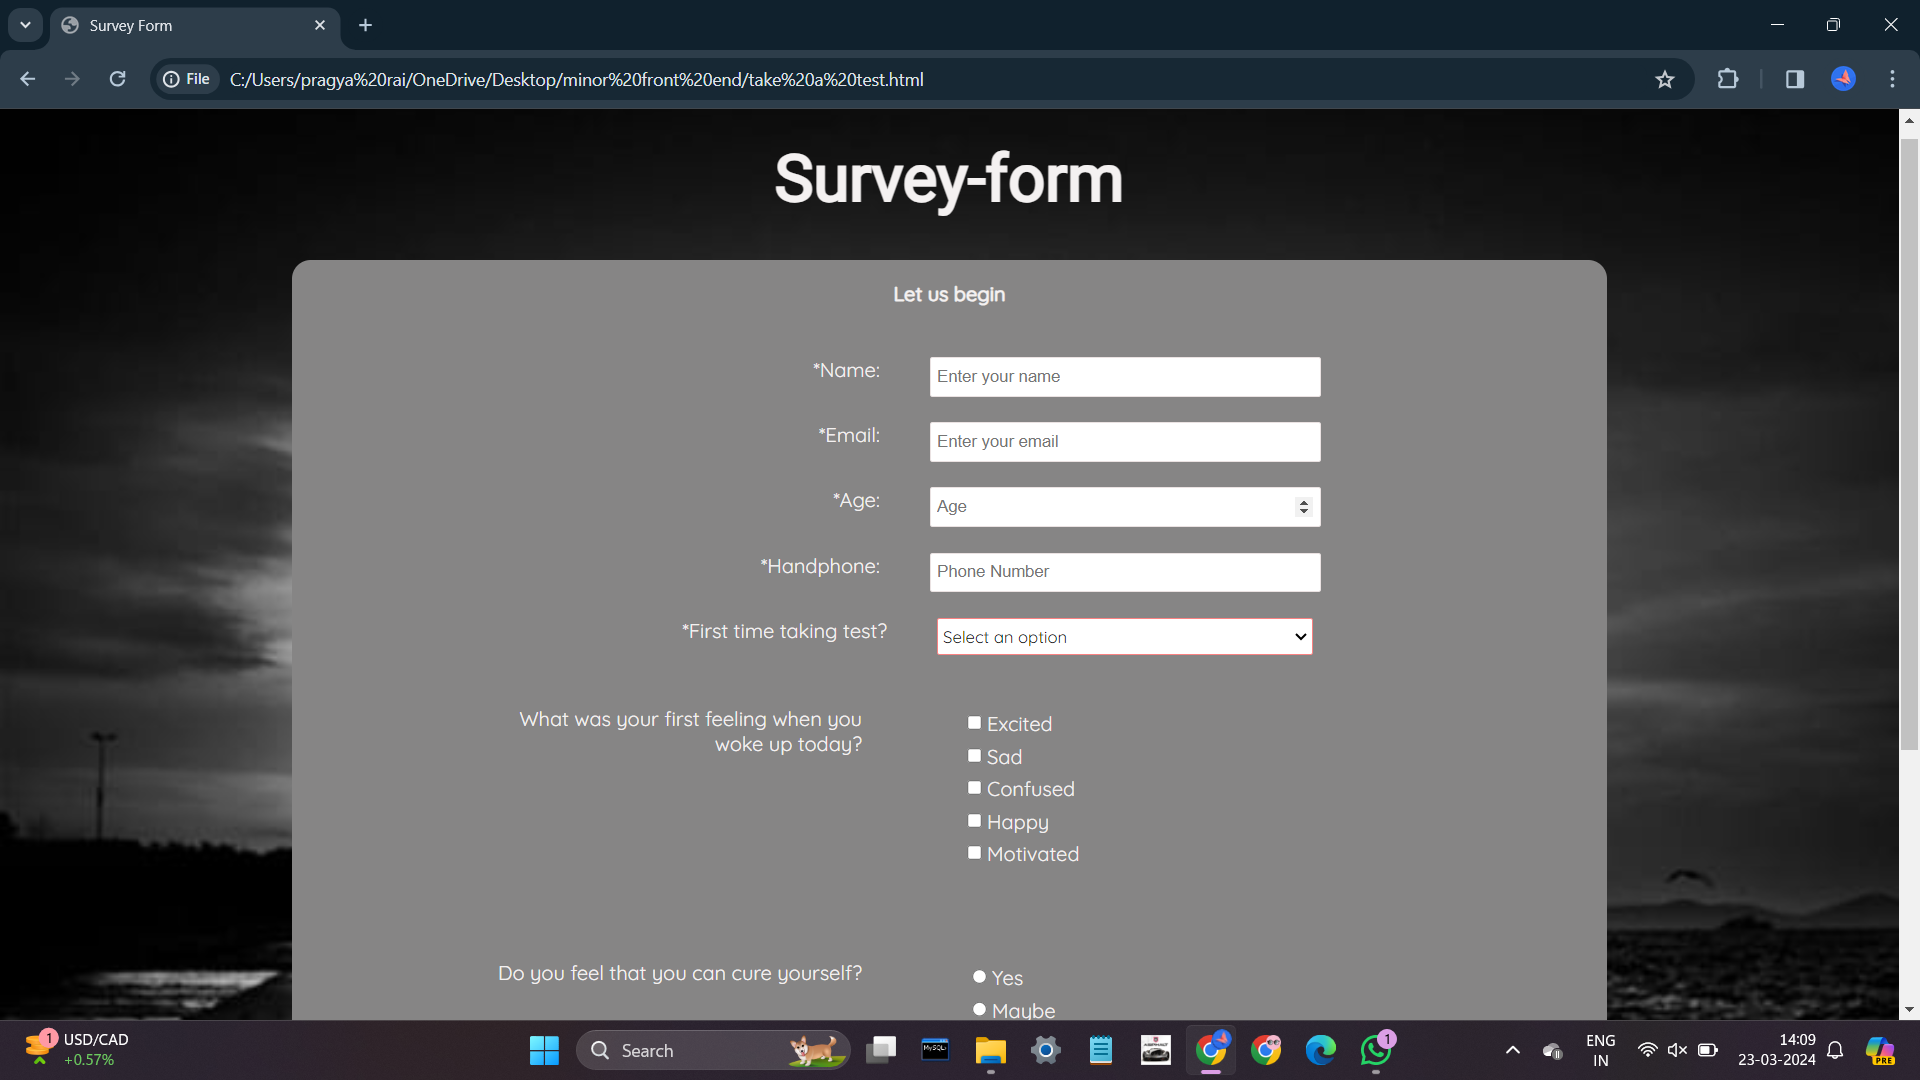 Survey Form
File
C:/Users/pragya%20rai/OneDrive/Desktop/minor%20front%20end/take%20a%20test.html
Survey-form
Let us begin
*Name:
Enter your name
*Email:
Enter your email
*Age:
Age
*Handphone:
Phone Number
*First time taking test?
Select an option
What was your first feeling when you
woke up today?
Excited
Sad
Confused
Happy
Motivated
Do you feel that you can cure yourself?
Yes
Maybe
1
USD/CAD
+0.57%
Search
MySQL
1
ENG
IN
14:09
23-03-2024
PRE